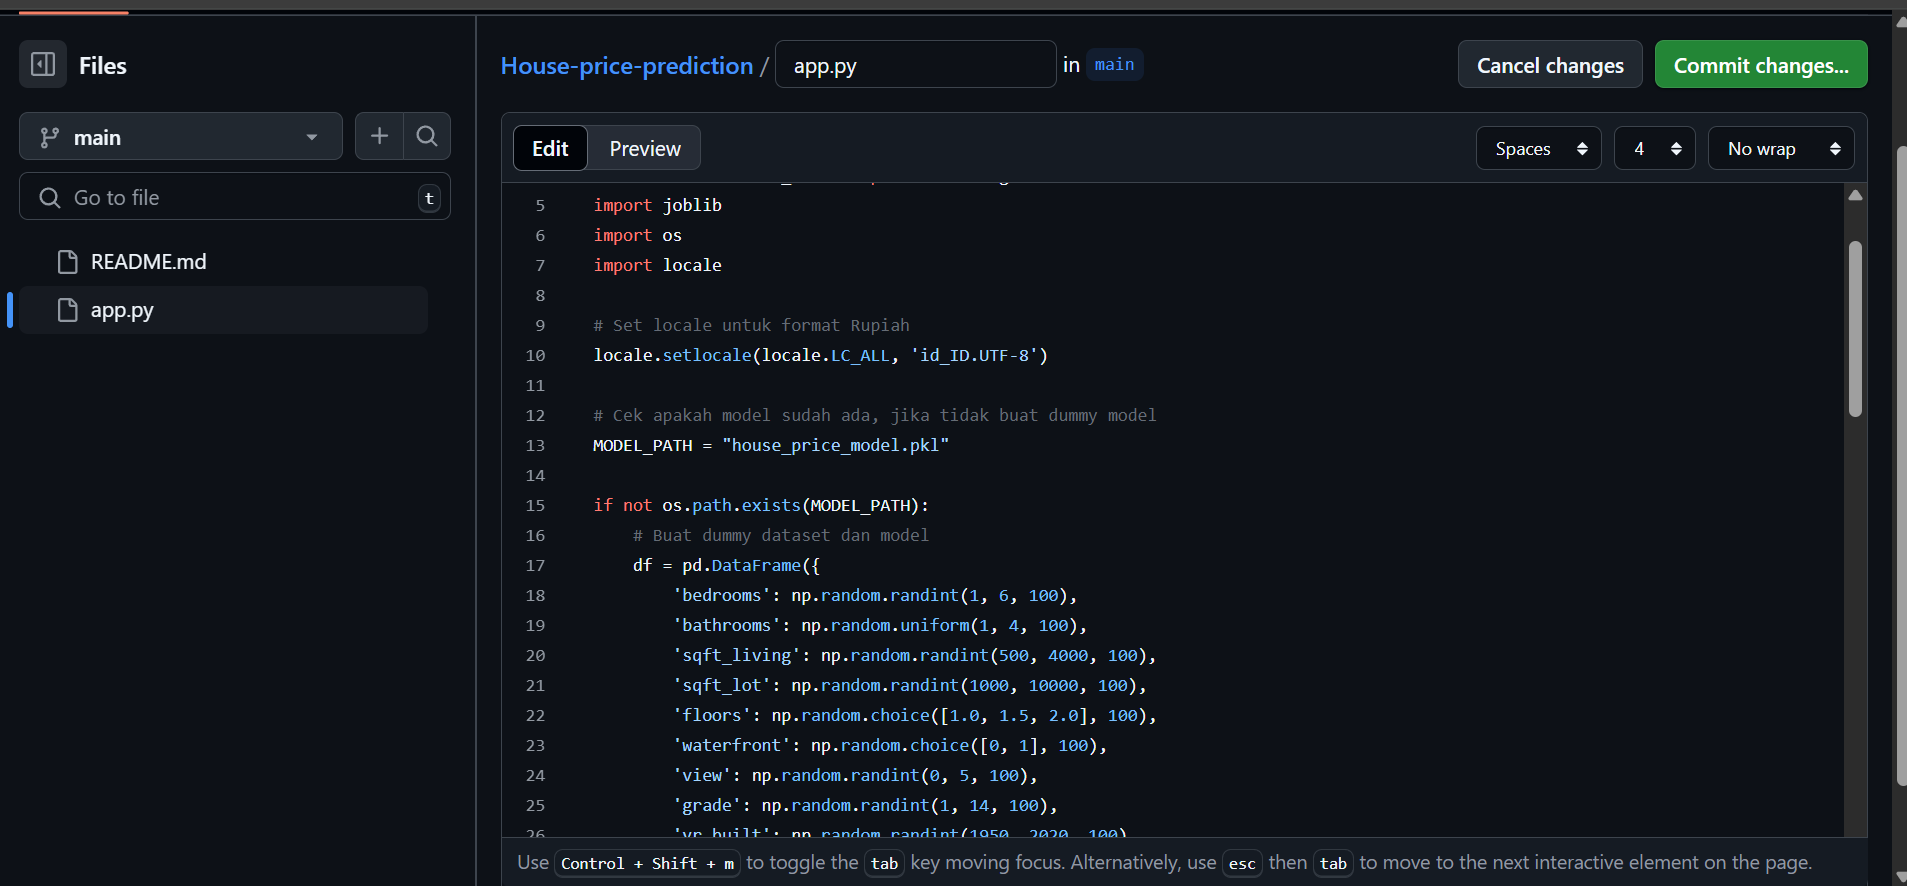 Files
House-price-prediction / app.py in main
Cancel changes
Commit changes...
main
Go to file
t
README.md
app.py
Edit
Preview
Spaces
4
No wrap
5 import joblib
6 import os
7 import locale
8
9 # Set locale untuk format Rupiah
10 locale.setlocale(locale.LC_ALL, 'id_ID.UTF-8')
11
12 # Cek apakah model sudah ada, jika tidak buat dummy model
13 MODEL_PATH = "house_price_model.pkl"
14
15 if not os.path.exists(MODEL_PATH):
16 # Buat dummy dataset dan model
17 df = pd.DataFrame({
18 'bedrooms': np.random.randint(1, 6, 100),
19 'bathrooms': np.random.uniform(1, 4, 100),
20 'sqft_living': np.random.randint(500, 4000, 100),
21 'sqft_lot': np.random.randint(1000, 10000, 100),
22 'floors': np.random.choice([1.0, 1.5, 2.0], 100),
23 'waterfront': np.random.choice([0, 1], 100),
24 'view': np.random.randint(0, 5, 100),
25 'grade': np.random.randint(1, 14, 100),
26 'yr_built': np.random.randint(1950, 2020, 100)
Use Control + Shift + m to toggle the tab key moving focus. Alternatively, use esc then tab to move to the next interactive element on the page.